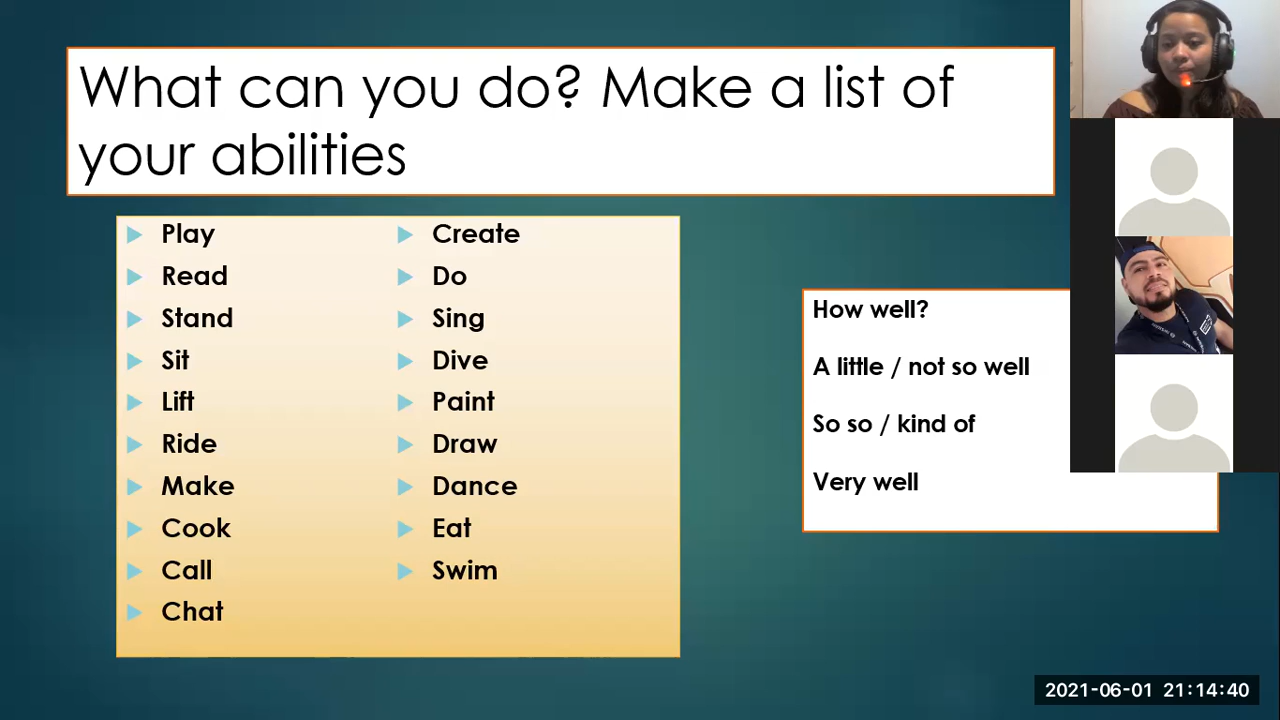 What can you do? Make a list of
your abilities
Play
Read
Stand
Sit
Lift
Ride
Make
Cook
Call
Chat
Create
Do
Sing
Dive
Paint
Draw
Dance
Eat
Swim
How well?
A little / not so well
So so / kind of
Very well
2021-06-01 21:14:40